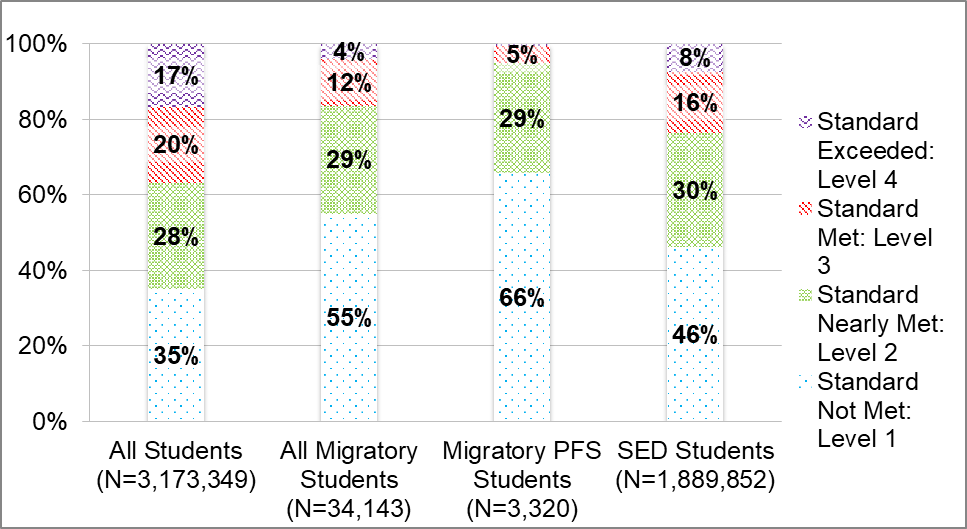 100%
80%
60%
40%
20%
0%
17%
20%
28%
35%
4%
12%
29%
55%
5%
29%
66%
8%
16%
30%
46%
All Students
(N=3,173,349)
All Migratory
Students
(N=34,143)
Migratory PFS
Students
(N=3,320)
SED Students
(N=1,889,852)
Standard
Exceeded:
Level 4
Standard
Met: Level
3
Standard
Nearly Met:
Level 2
Standard
Not Met:
Level 1